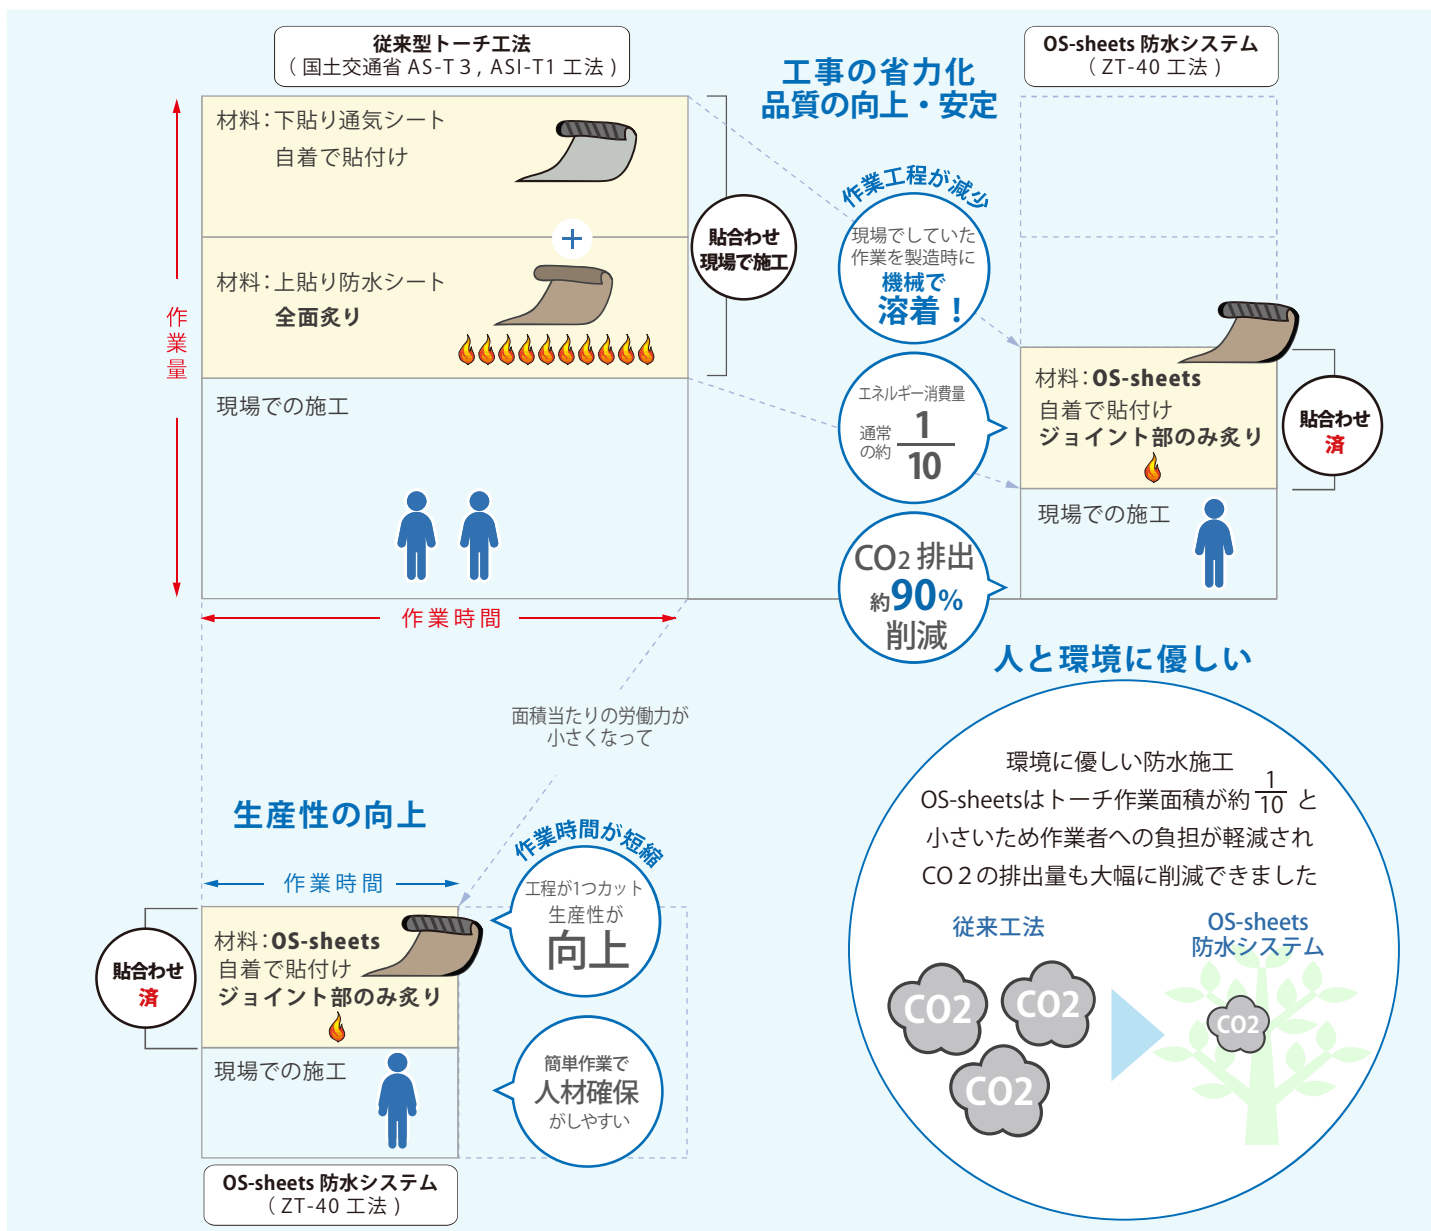 従来型トーチ工法
( 国土交通省 AS-T 3 , ASI-T1 工法 )
OS-sheets 防水システム
( ZT-40 工法 )
工事の省力化
品質の向上・安定
材料：下貼り通気シート
自着で貼付け
+
材料：上貼り防水シート
全面炙り
貼合わせ
現場で施工
作業量
現場での施工
作業時間
作業工程が減少
現場でしていた
作業を製造時に
機械で
溶着！
エネルギー消費量
通常の約 1/10
CO2 排出
約90%
削減
材料：OS-sheets
自着で貼付け
ジョイント部のみ炙り
貼合わせ
済
現場での施工
面積当たりの労働力が
小さくなって
生産性の向上
作業時間
材料：OS-sheets
自着で貼付け
ジョイント部のみ炙り
貼合わせ
済
現場での施工
OS-sheets 防水システム
( ZT-40 工法 )
作業時間が短縮
工程が1つカット
生産性が
向上
簡単作業で
人材確保
がしやすい
人と環境に優しい
環境に優しい防水施工
OS-sheetsはトーチ作業面積が約 1/10 と
小さいため作業者への負担が軽減され
CO２の排出量も大幅に削減できました
従来工法
CO2
CO2
CO2
OS-sheets
防水システム
CO2